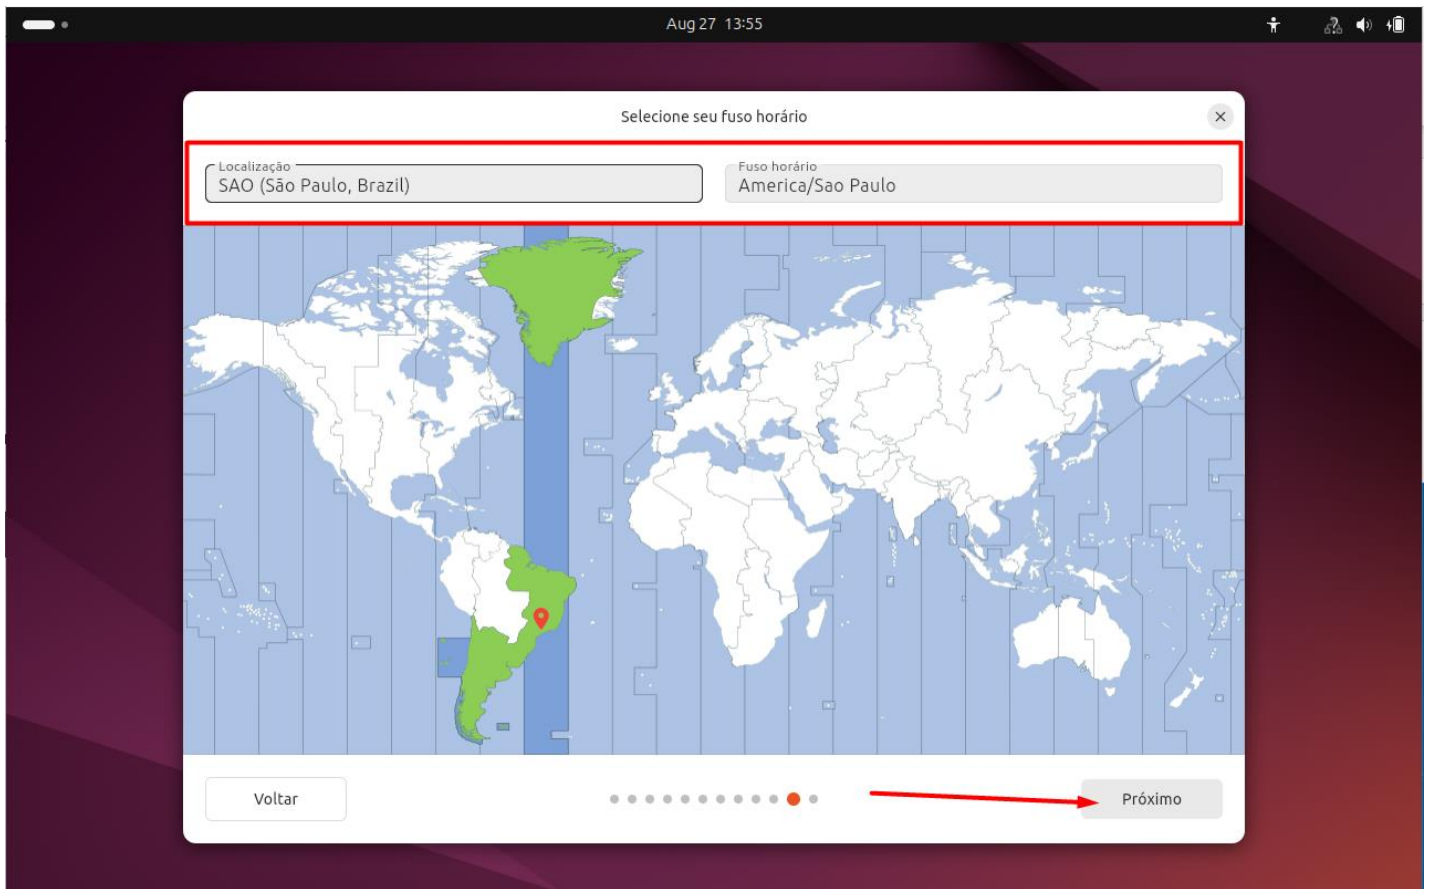 Aug 27 13:55
Selecione seu fuso horário
Localização
SAO (São Paulo, Brazil)
Fuso horário
America/Sao Paulo
Voltar
Próximo